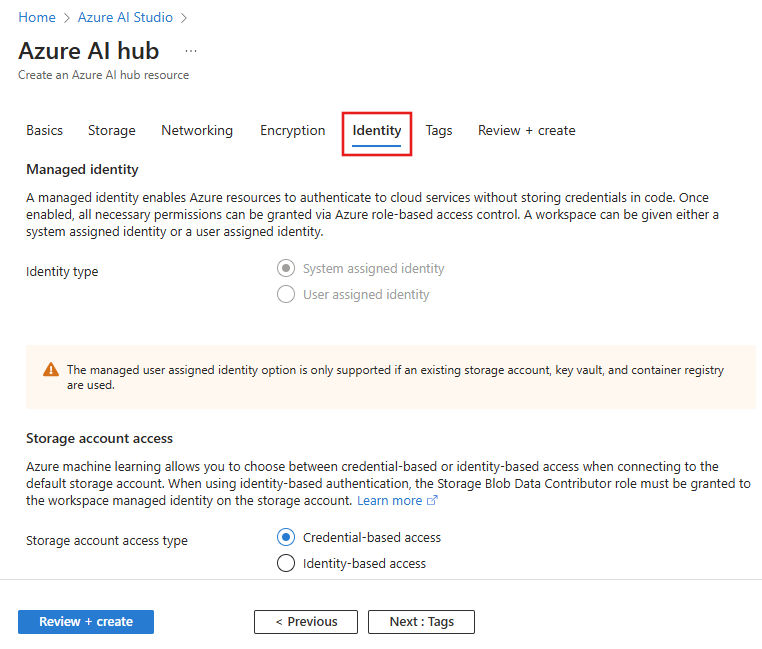 Home > Azure AI Studio >
Azure AI hub ...
Create an Azure AI hub resource
Basics Storage Networking Encryption Identity Tags Review + create
Managed identity
A managed identity enables Azure resources to authenticate to cloud services without storing credentials in code. Once
enabled, all necessary permissions can be granted via Azure role-based access control. A workspace can be given either a
system assigned identity or a user assigned identity.
Identity type
System assigned identity
User assigned identity
The managed user assigned identity option is only supported if an existing storage account, key vault, and container registry
are used.
Storage account access
Azure machine learning allows you to choose between credential-based or identity-based access when connecting to the
default storage account. When using identity-based authentication, the Storage Blob Data Contributor role must be granted to
the workspace managed identity on the storage account. Learn more
Storage account access type
Credential-based access
Identity-based access
Review + create < Previous Next : Tags